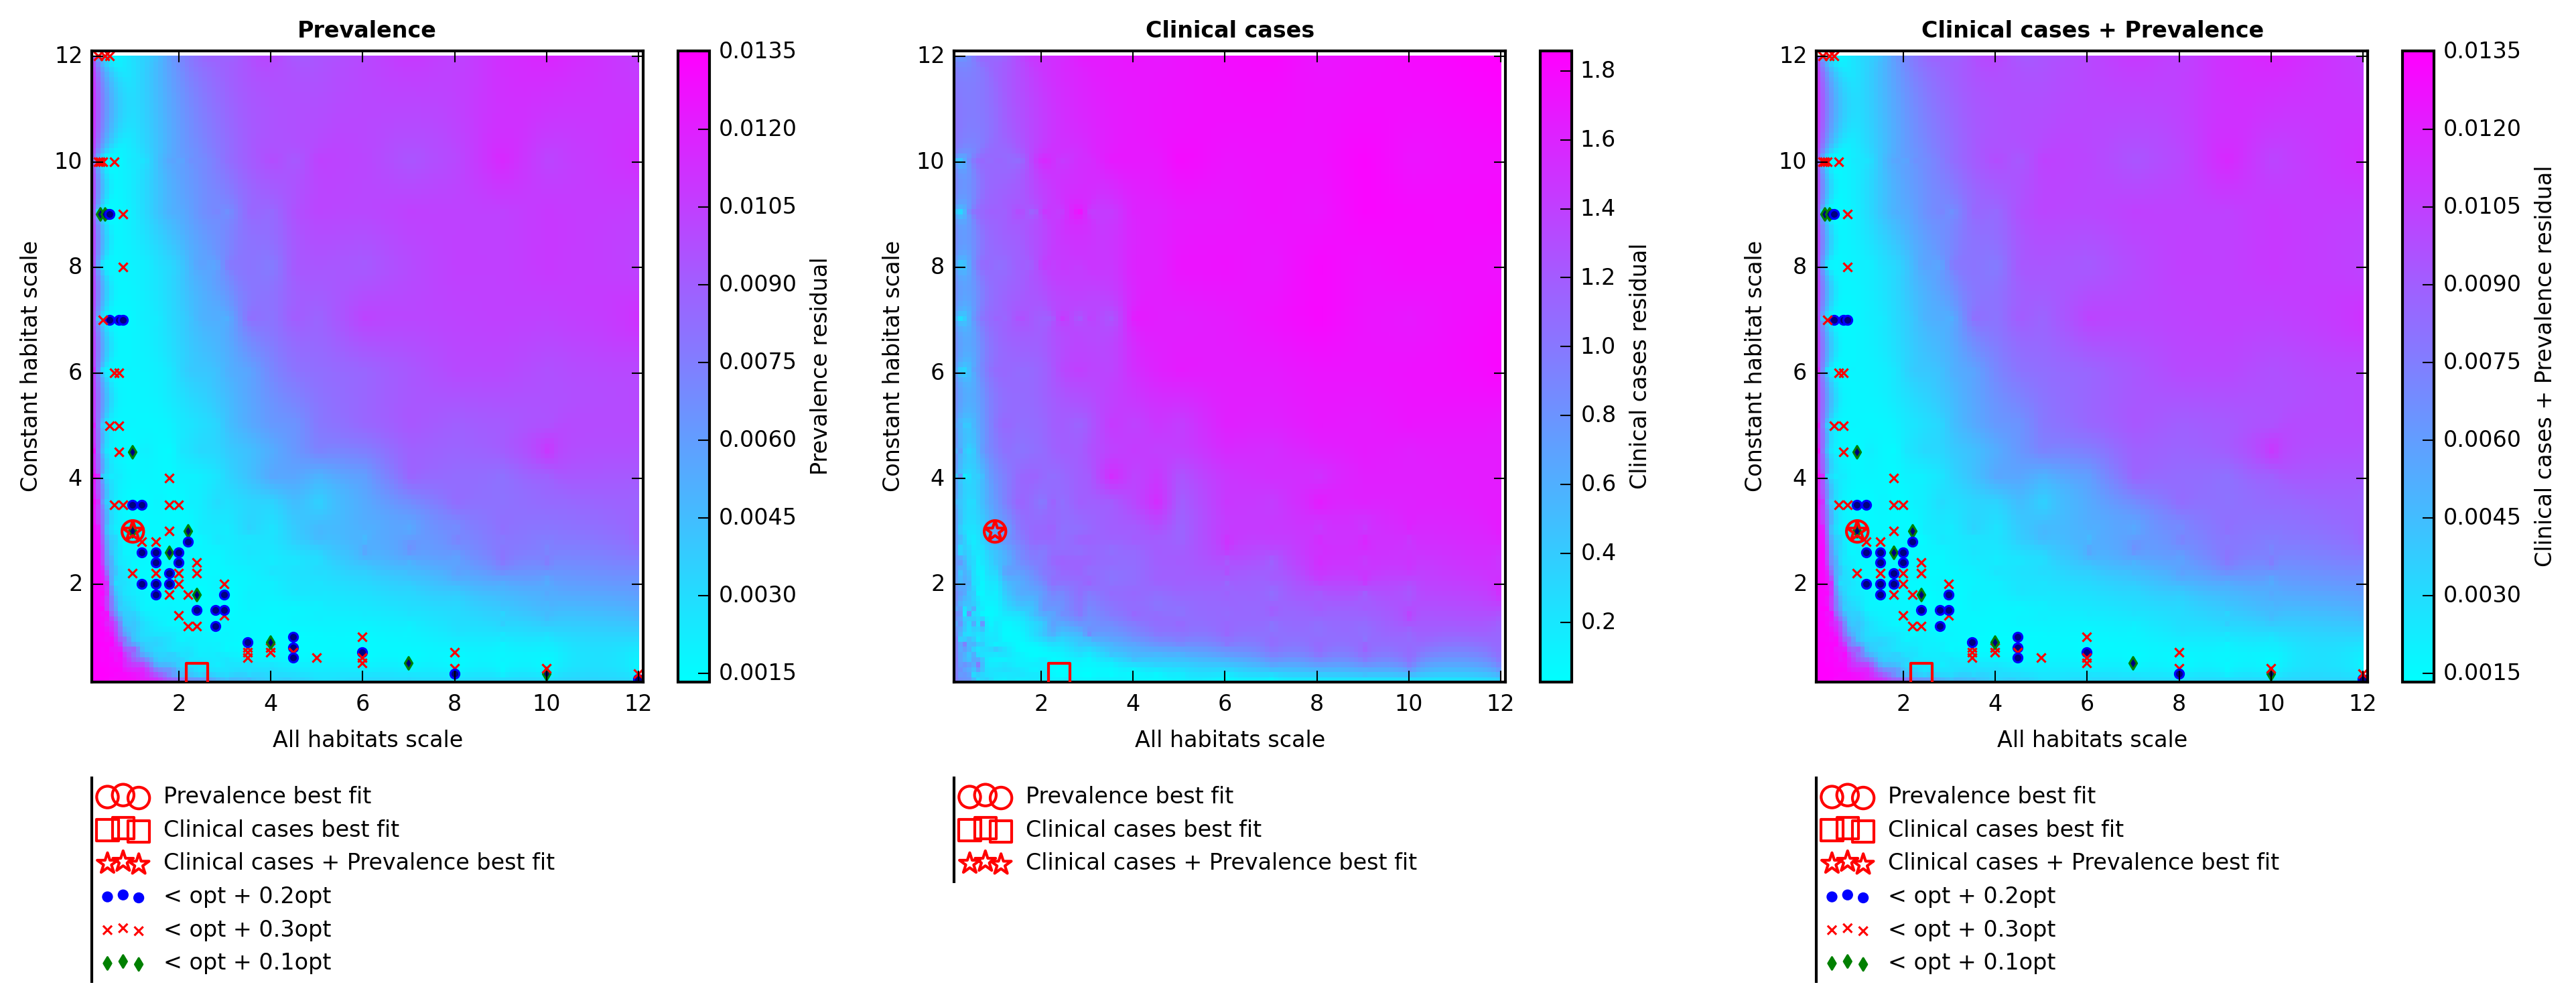 Prevalence
Constant habitat scale
12
10
8
6
4
2
2 4 6 8 10 12
All habitats scale
0.0135
0.0120
0.0105
0.0090
0.0075
0.0060
0.0045
0.0030
0.0015
Prevalence residual
Prevalence best fit
Clinical cases best fit
Clinical cases + Prevalence best fit
< opt + 0.2opt
< opt + 0.3opt
< opt + 0.1opt
Clinical cases
Constant habitat scale
12
10
8
6
4
2
2 4 6 8 10 12
All habitats scale
1.8
1.6
1.4
1.2
1.0
0.8
0.6
0.4
0.2
Clinical cases residual
Prevalence best fit
Clinical cases best fit
Clinical cases + Prevalence best fit
Clinical cases + Prevalence
Constant habitat scale
12
10
8
6
4
2
2 4 6 8 10 12
All habitats scale
0.0135
0.0120
0.0105
0.0090
0.0075
0.0060
0.0045
0.0030
0.0015
Clinical cases + Prevalence residual
Prevalence best fit
Clinical cases best fit
Clinical cases + Prevalence best fit
< opt + 0.2opt
< opt + 0.3opt
< opt + 0.1opt